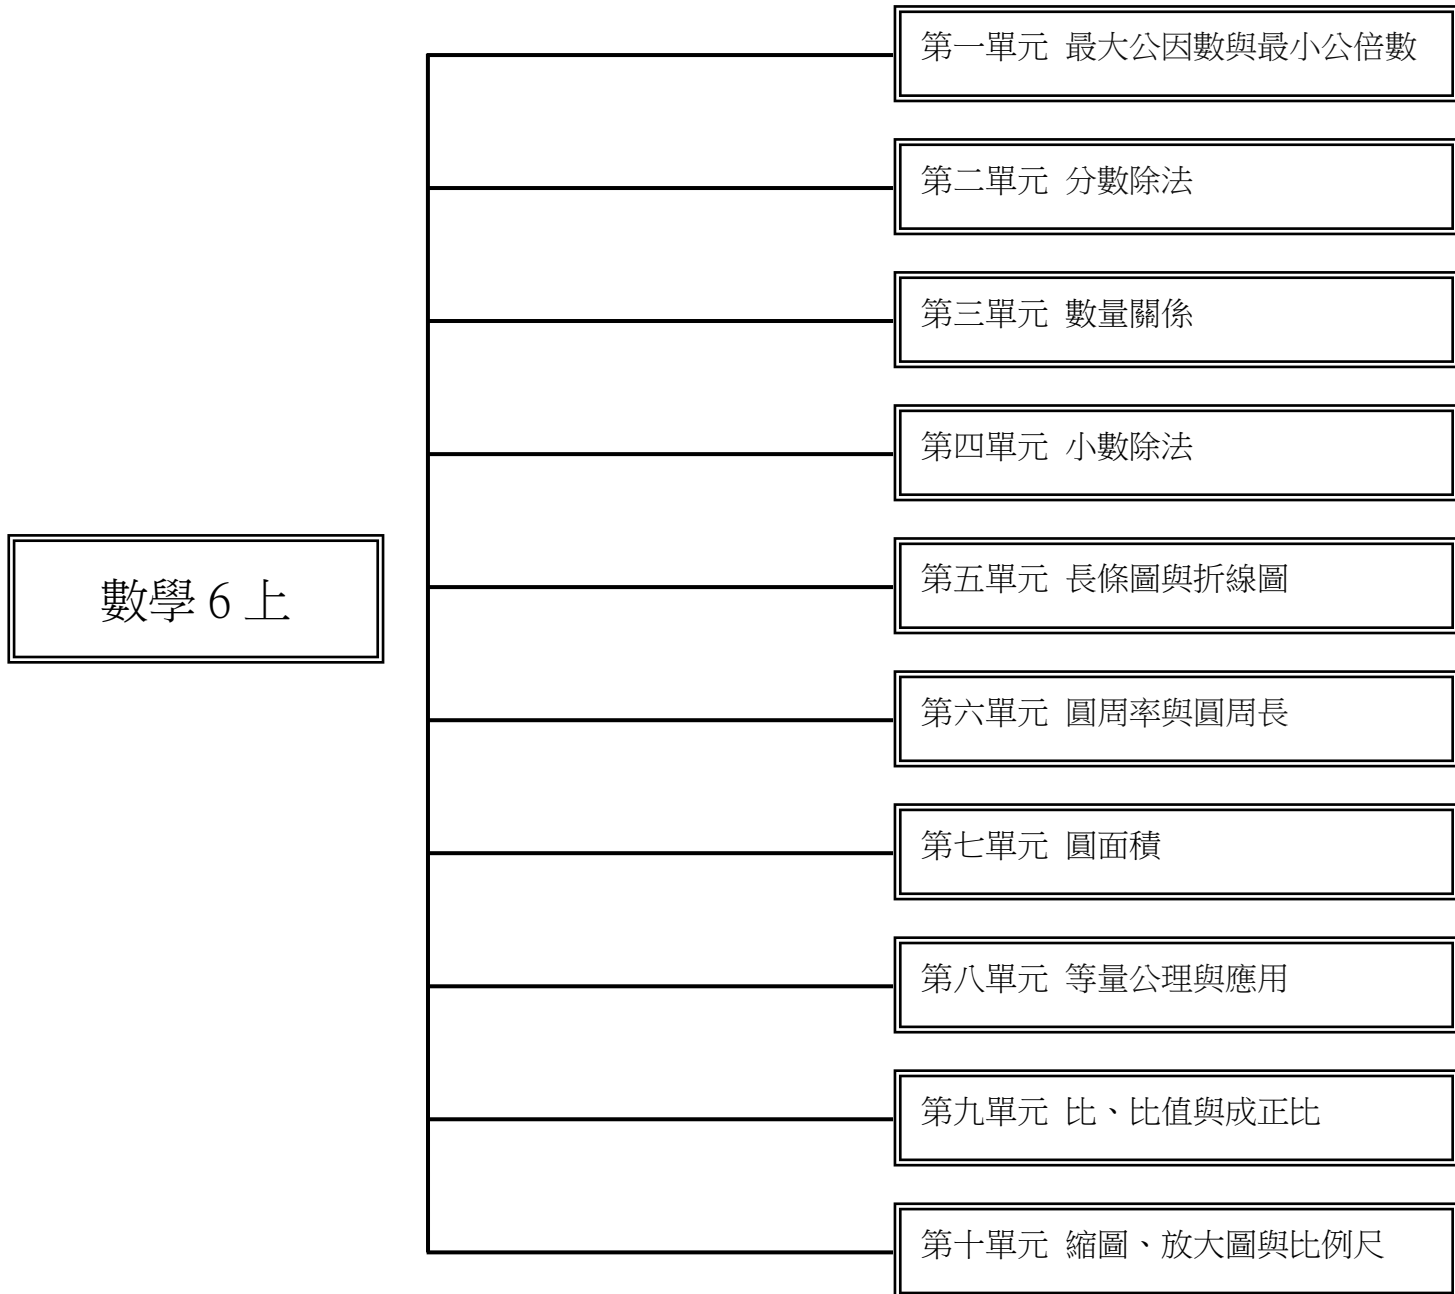 第一單元 最大公因數與最小公倍數
第二單元 分數除法
第三單元 數量關係
第四單元 小數除法
第五單元 長條圖與折線圖
數學 6 上
第六單元 圓周率與圓周長
第七單元 圓面積
第八單元 等量公理與應用
第九單元 比、比值與成正比
第十單元 縮圖、放大圖與比例尺